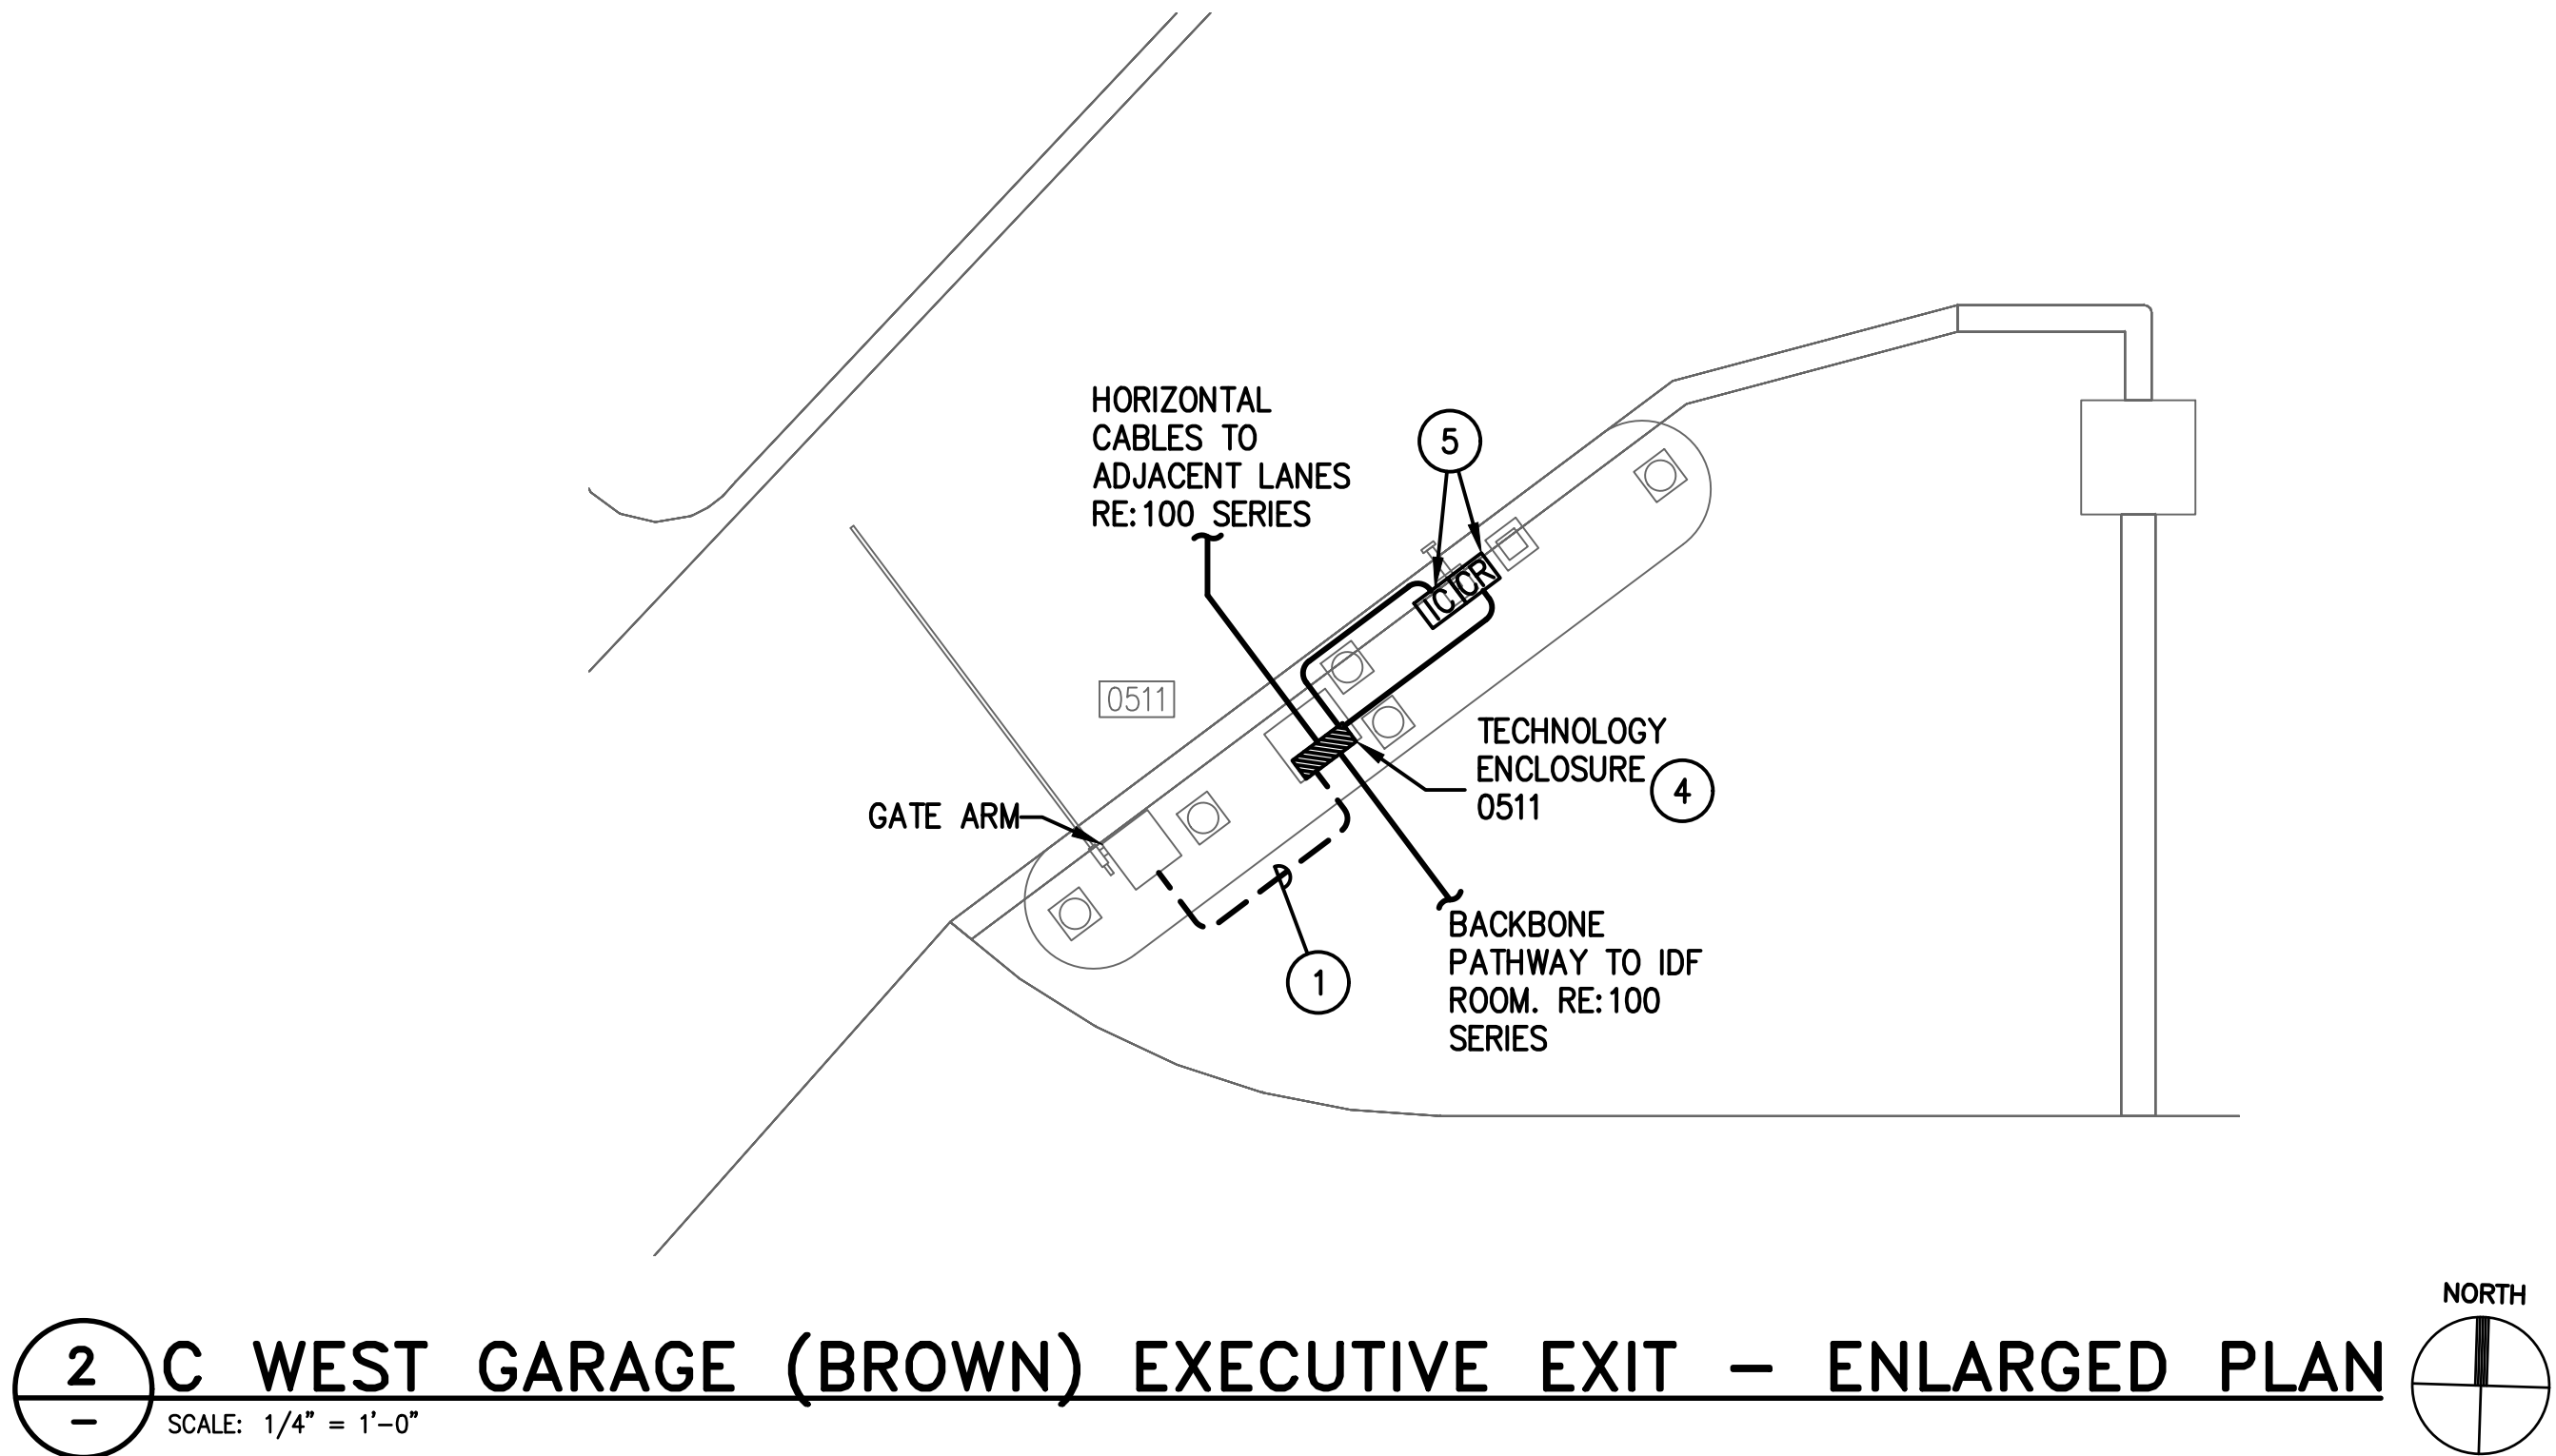 HORIZONTAL
CABLES TO
ADJACENT LANES
RE: 100 SERIES
5
IC
CR
0511
TECHNOLOGY
ENCLOSURE
0511
4
GATE ARM
1
BACKBONE
PATHWAY TO IDF
ROOM. RE: 100
SERIES
NORTH
2
-
C WEST GARAGE (BROWN) EXECUTIVE EXIT - ENLARGED PLAN
SCALE: 1/4" = 1'-0"